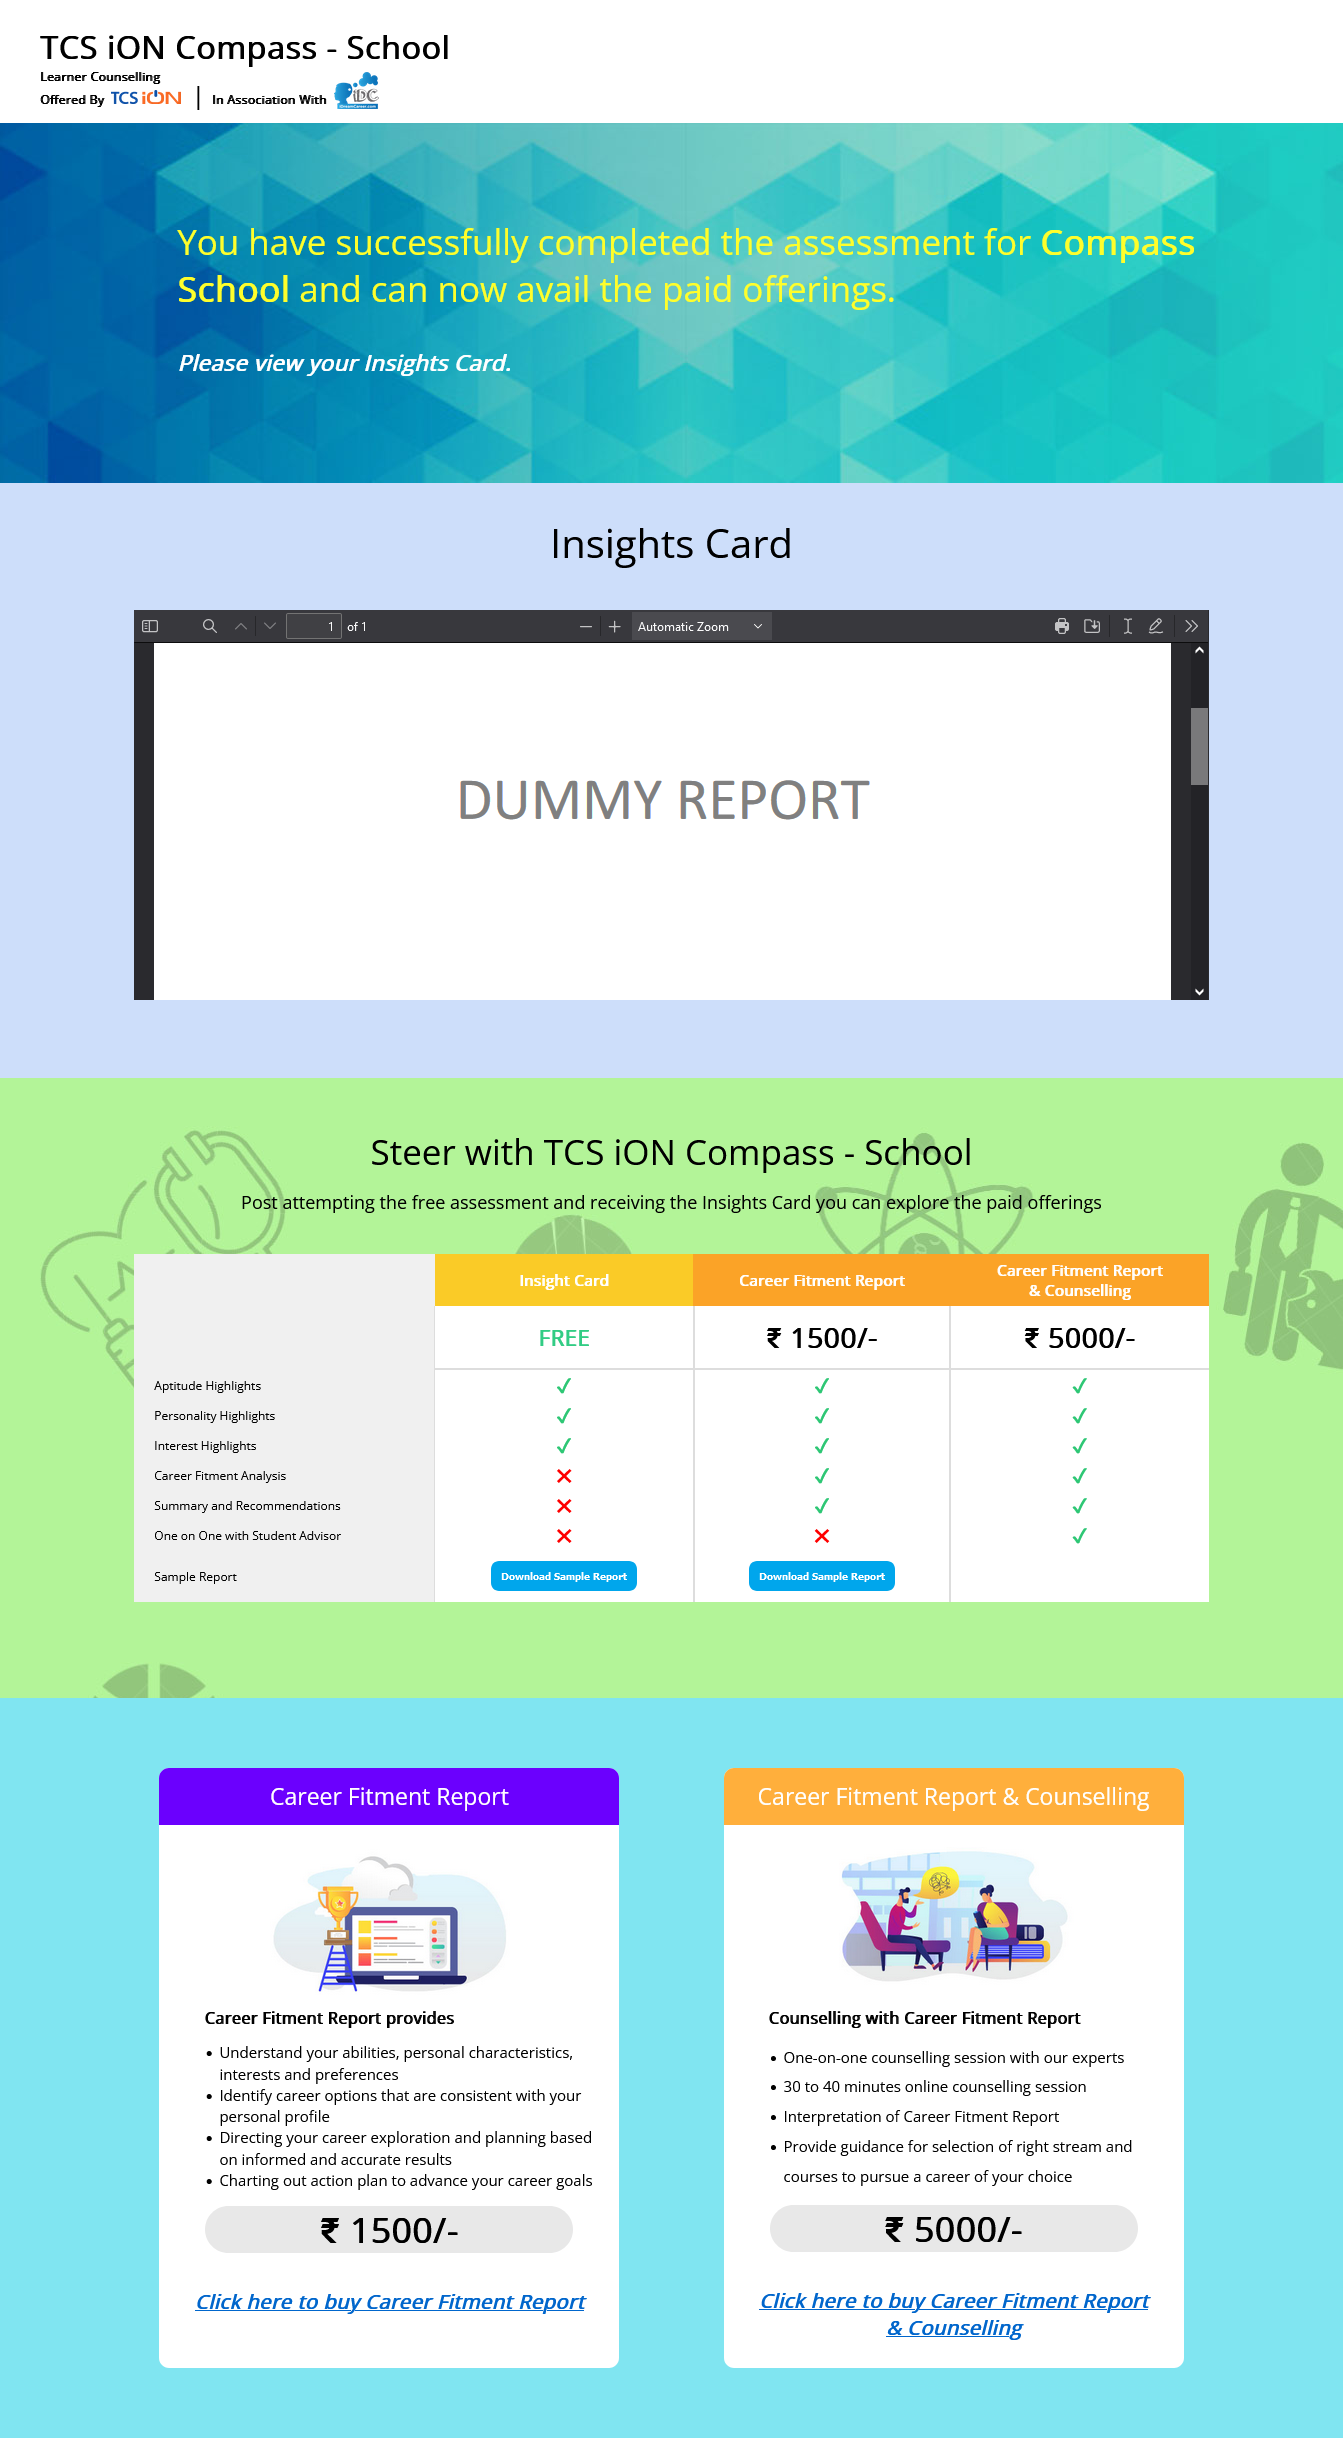 TCS iON Compass - School
Learner Counselling
Offered By TCS iON | In Association With iDC
iDreamCareer.com
You have successfully completed the assessment for Compass
School and can now avail the paid offerings.
Please view your Insights Card.
Insights Card
1 of 1 Automatic Zoom
DUMMY REPORT
Steer with TCS iON Compass - School
Post attempting the free assessment and receiving the Insights Card you can explore the paid offerings
Insight Card
Career Fitment Report
Career Fitment Report
& Counselling
FREE ₹ 1500/- ₹ 5000/-
Aptitude Highlights
Personality Highlights
Interest Highlights
Career Fitment Analysis
Summary and Recommendations
One on One with Student Advisor
Sample Report Download Sample Report Download Sample Report
Career Fitment Report
Career Fitment Report provides
• Understand your abilities, personal characteristics,
interests and preferences
• Identify career options that are consistent with your
personal profile
• Directing your career exploration and planning based
on informed and accurate results
• Charting out action plan to advance your career goals
₹ 1500/-
Click here to buy Career Fitment Report
Career Fitment Report & Counselling
Counselling with Career Fitment Report
• One-on-one counselling session with our experts
• 30 to 40 minutes online counselling session
• Interpretation of Career Fitment Report
• Provide guidance for selection of right stream and
courses to pursue a career of your choice
₹ 5000/-
Click here to buy Career Fitment Report
& Counselling